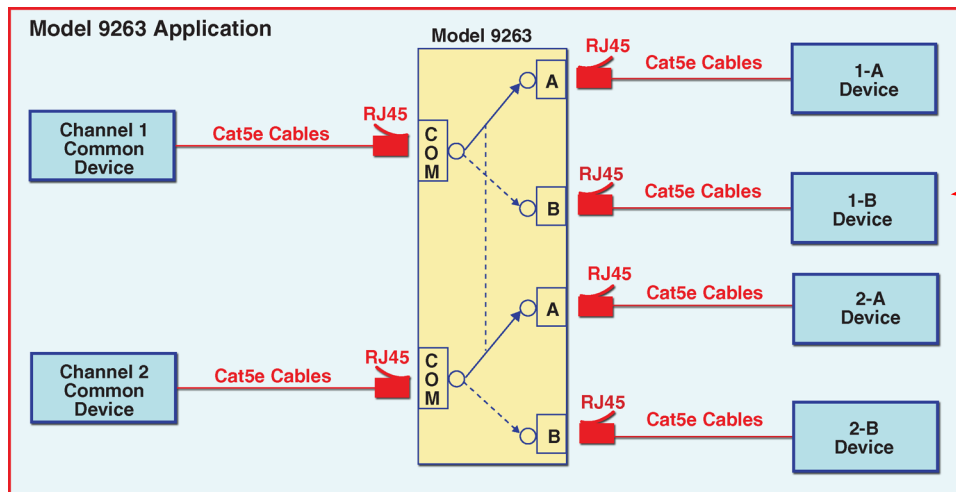 Model 9263 Application
Model 9263
Channel 1
Common
Device
Cat5e Cables
RJ45
C
O
M
A
RJ45
Cat5e Cables
1-A
Device
B
RJ45
Cat5e Cables
1-B
Device
Channel 2
Common
Device
Cat5e Cables
RJ45
C
O
M
A
RJ45
Cat5e Cables
2-A
Device
B
RJ45
Cat5e Cables
2-B
Device